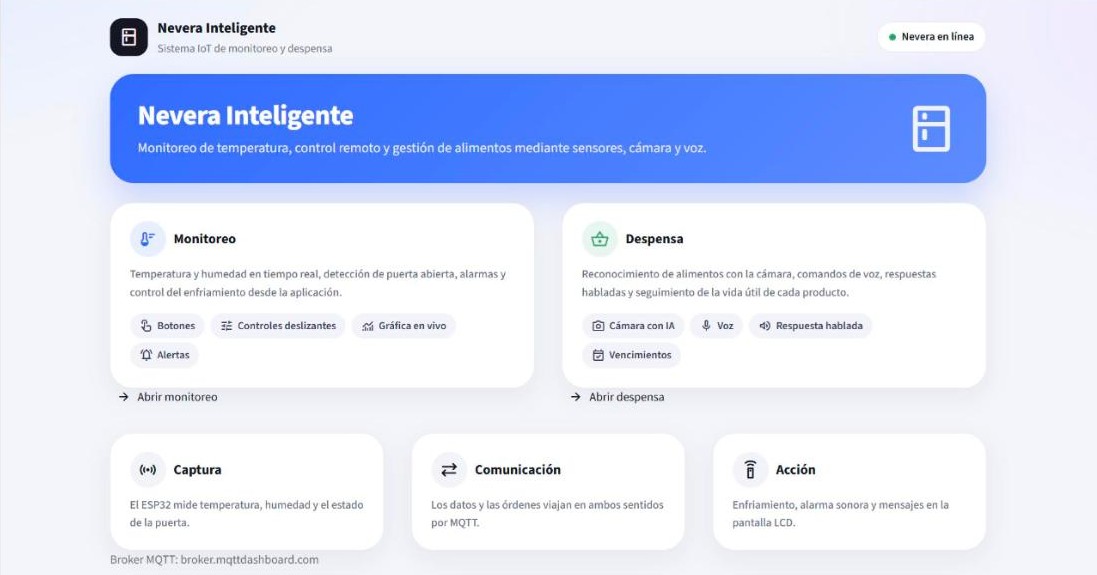 Nevera Inteligente
Sistema IoT de monitoreo y despensa
Nevera en línea
Nevera Inteligente
Monitoreo de temperatura, control remoto y gestión de alimentos mediante sensores, cámara y voz.
Monitoreo
Temperatura y humedad en tiempo real, detección de puerta abierta, alarmas y
control del enfriamiento desde la aplicación.
Botones
Controles deslizantes
Gráfica en vivo
Alertas
Abrir monitoreo
Despensa
Reconocimiento de alimentos con la cámara, comandos de voz, respuestas
habladas y seguimiento de la vida útil de cada producto.
Cámara con IA
Voz
Respuesta hablada
Vencimientos
Abrir despensa
Captura
El ESP32 mide temperatura, humedad y el estado
de la puerta.
Comunicación
Los datos y las órdenes viajan en ambos sentidos
por MQTT.
Acción
Enfriamiento, alarma sonora y mensajes en la
pantalla LCD.
Broker MQTT: broker.mqttdashboard.com